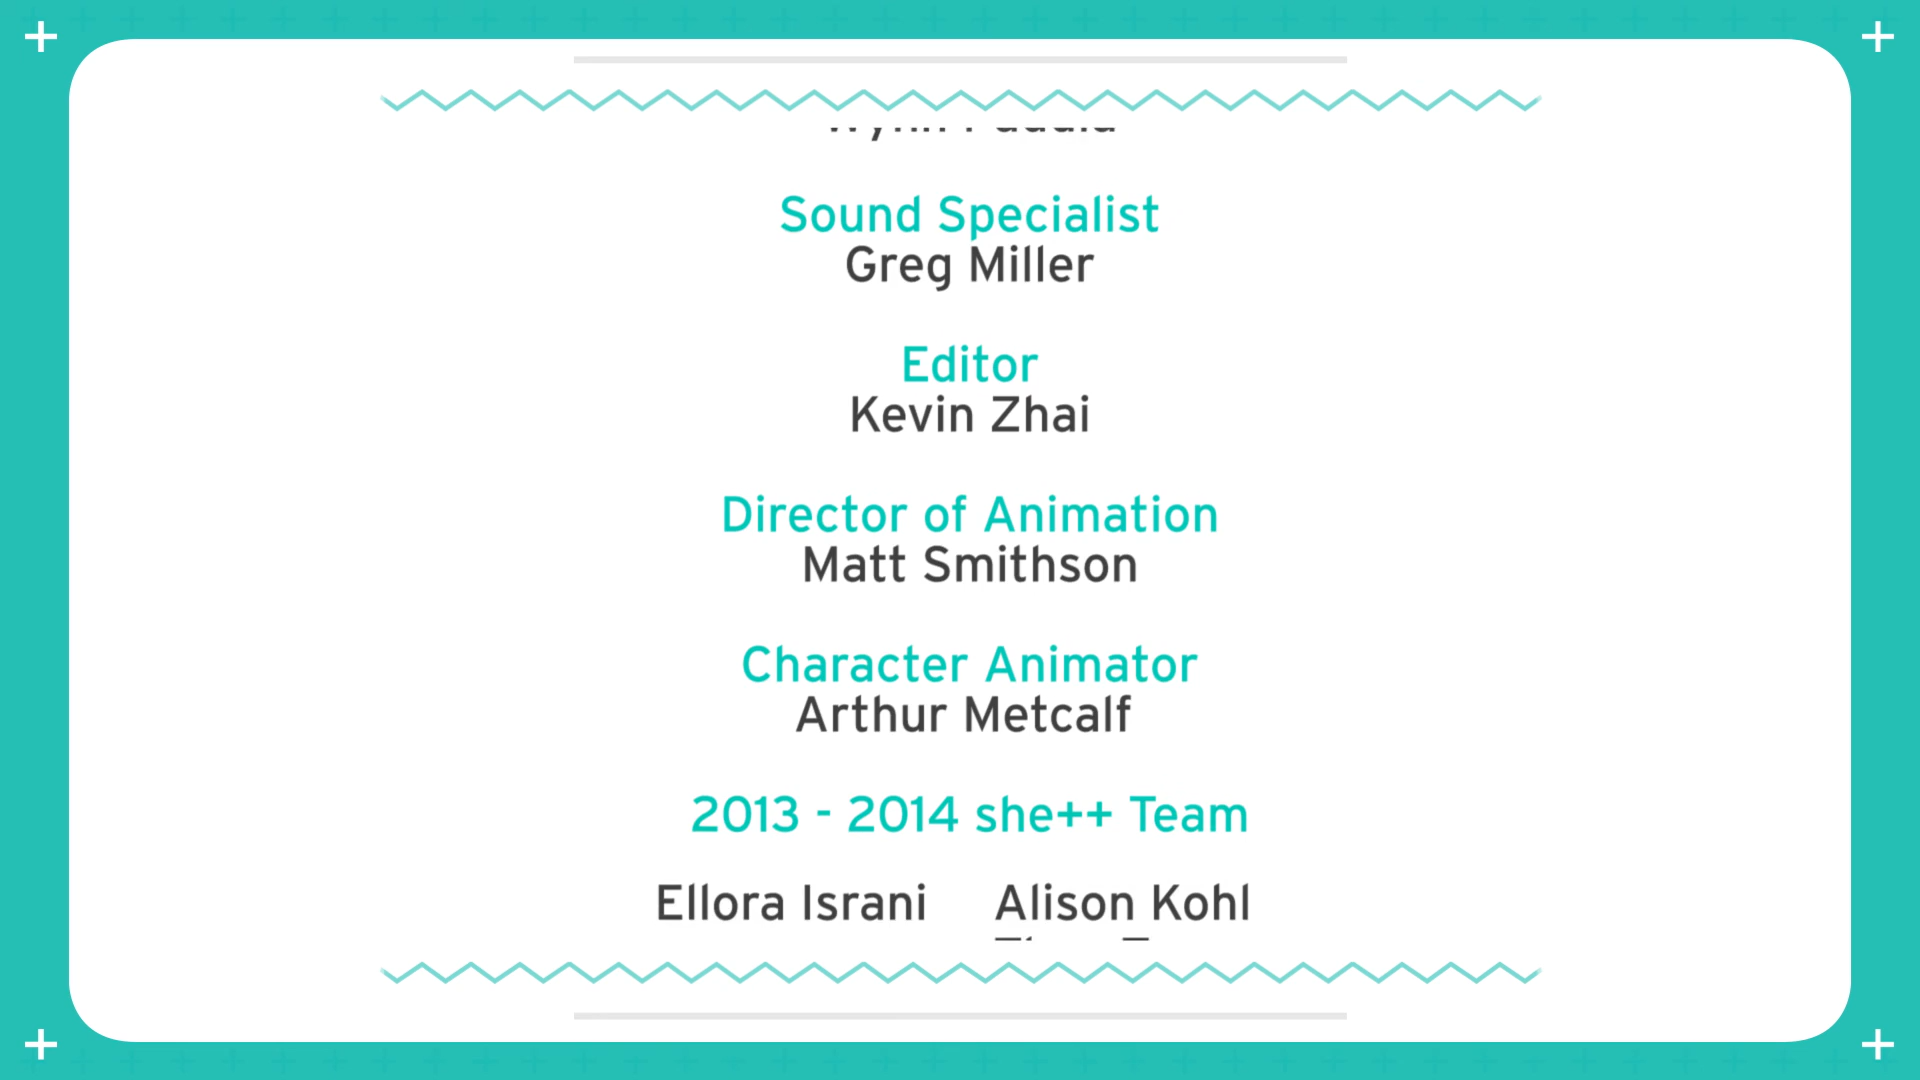 Sound Specialist
Greg Miller
Editor
Kevin Zhai
Director of Animation
Matt Smithson
Character Animator
Arthur Metcalf
2013 - 2014 she++ Team
Ellora Israni Alison Kohl